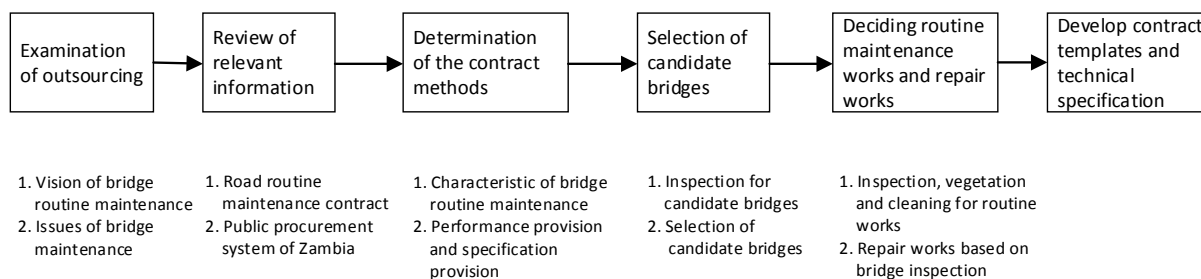 Examination
of outsourcing
Review of
relevant
information
Determination
of the contract
methods
Selection of
candidate
bridges
Deciding routine
maintenance
works and repair
works
Develop contract
templates and
technical
specification
1. Vision of bridge
routine maintenance
2. Issues of bridge
maintenance
1. Road routine
maintenance contract
2. Public procurement
system of Zambia
1. Characteristic of bridge
routine maintenance
2. Performance provision
and specification
provision
1. Inspection for
candidate bridges
2. Selection of
candidate bridges
1. Inspection, vegetation
and cleaning for routine
works
2. Repair works based on
bridge inspection